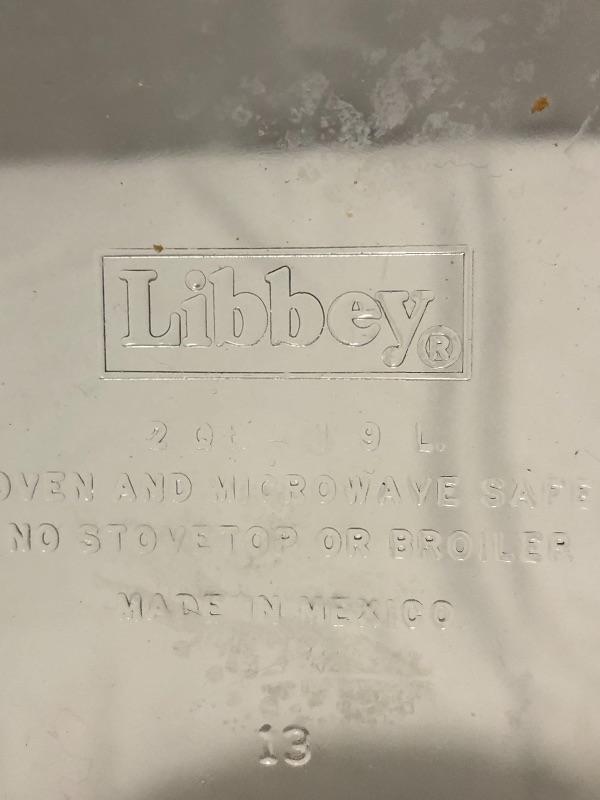 Libbey®
2 QT - 1.9 L.
OVEN AND MICROWAVE SAFE
NO STOVETOP OR BROILER
MADE IN MEXICO
13